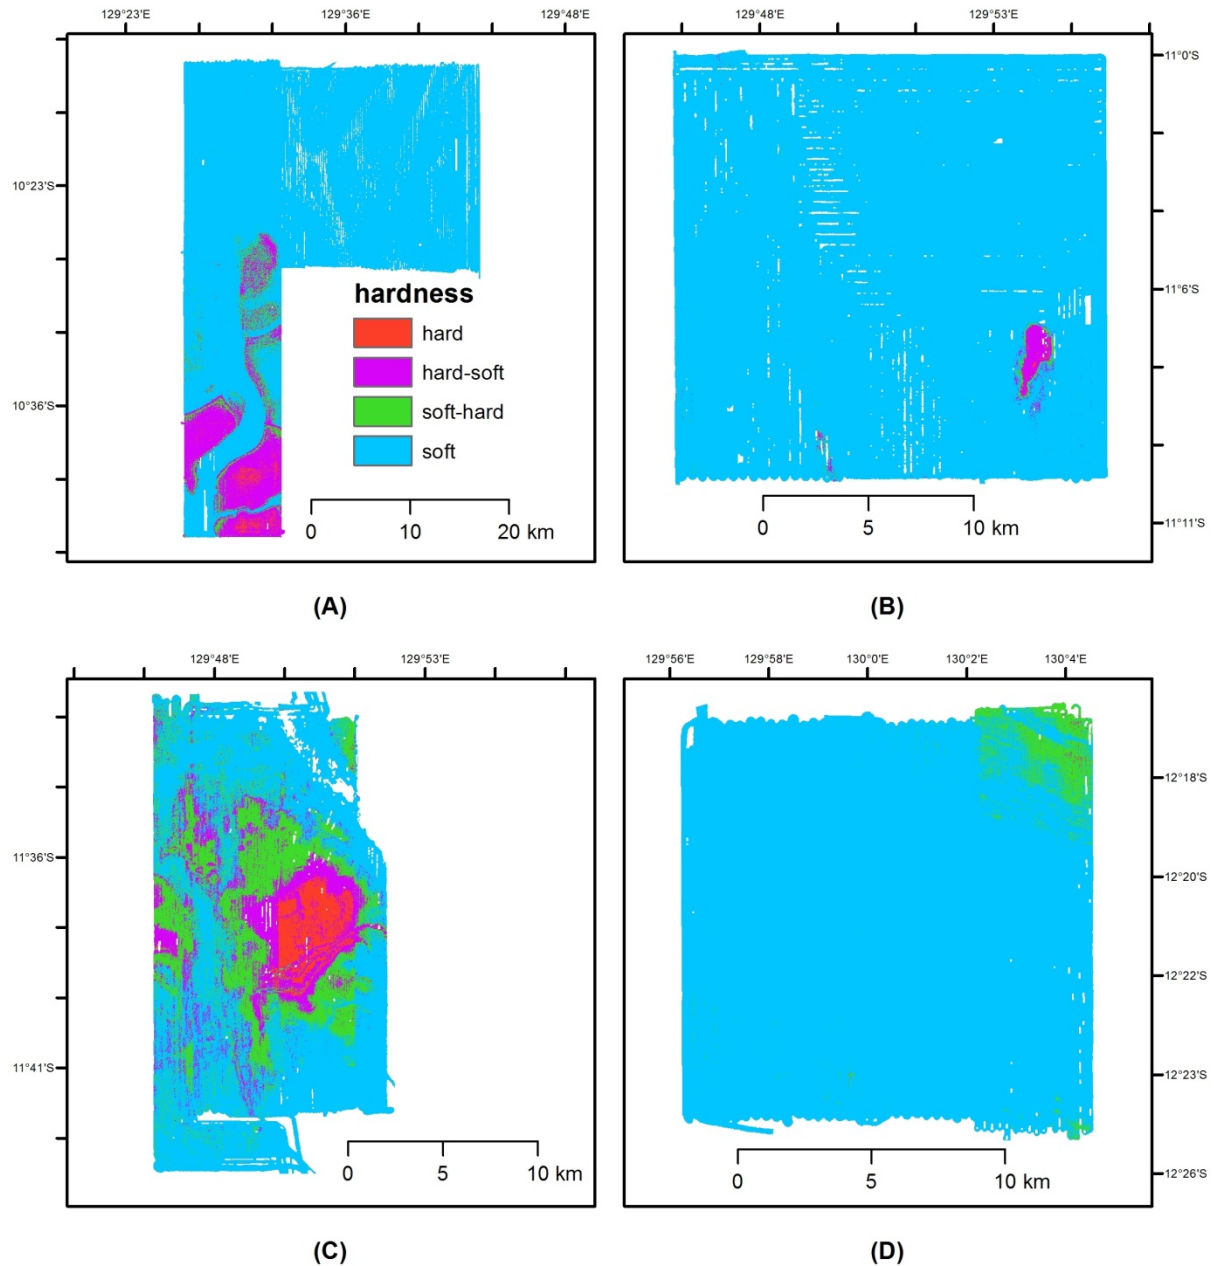 129°23'E 129°36'E 129°48'E
129°48'E 129°53'E
11°0'S
10°23'S
11°6'S
hardness
hard
hard-soft
soft-hard
soft
10°36'S
0 10 20 km
0 5 10 km
11°11'S
(A)
(B)
129°48'E 129°53'E
129°56'E 129°58'E 130°0'E 130°2'E 130°4'E
12°18'S
11°36'S
12°20'S
12°22'S
11°41'S
12°23'S
0 5 10 km
0 5 10 km
12°26'S
(C)
(D)